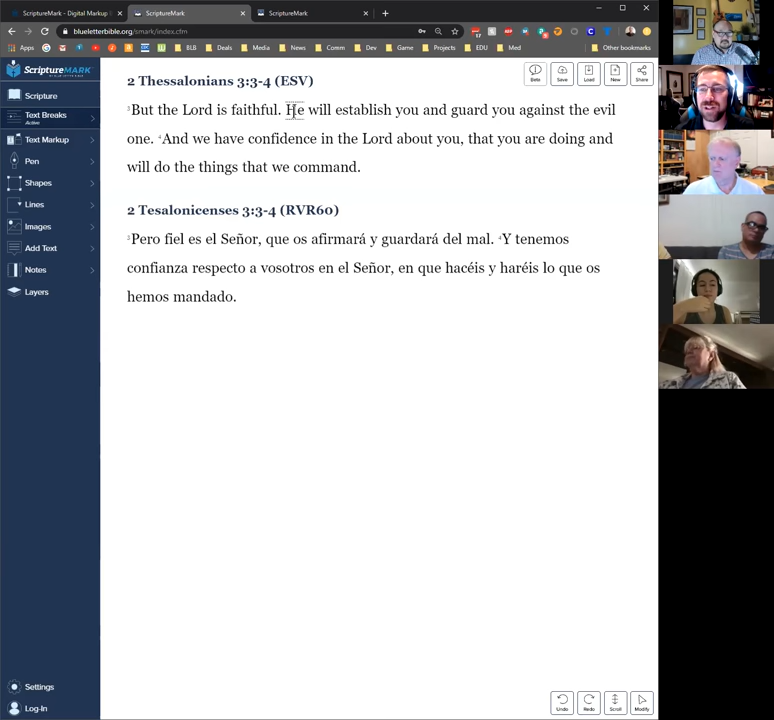 ScriptureMark - Digital Markup B
ScriptureMark
ScriptureMark
blueletterbible.org/smark/index.cfm
Apps
BLB
Deals
Media
News
Comm
Dev
Game
Projects
EDU
Med
Other bookmarks
ScriptureMARK
Scripture
Text Breaks
Active
Text Markup
Pen
Shapes
Lines
Images
Add Text
Notes
Layers
Settings
Log-In
Beta
Save
Load
New
Share
2 Thessalonians 3:3-4 (ESV)
3But the Lord is faithful. He will establish you and guard you against the evil
one. 4And we have confidence in the Lord about you, that you are doing and
will do the things that we command.
2 Tesalonicenses 3:3-4 (RVR60)
3Pero fiel es el Señor, que os afirmará y guardará del mal. 4Y tenemos
confianza respecto a vosotros en el Señor, en que hacéis y haréis lo que os
hemos mandado.
Undo
Redo
Scroll
Modify